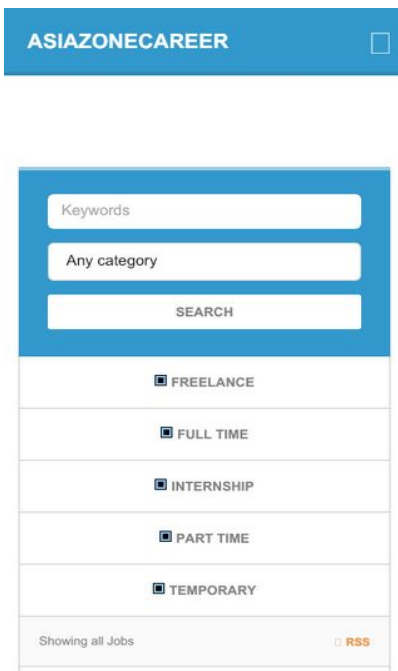 ASIAZONECAREER
Keywords
Any category
SEARCH
FREELANCE
FULL TIME
INTERNSHIP
PART TIME
TEMPORARY
Showing all Jobs RSS